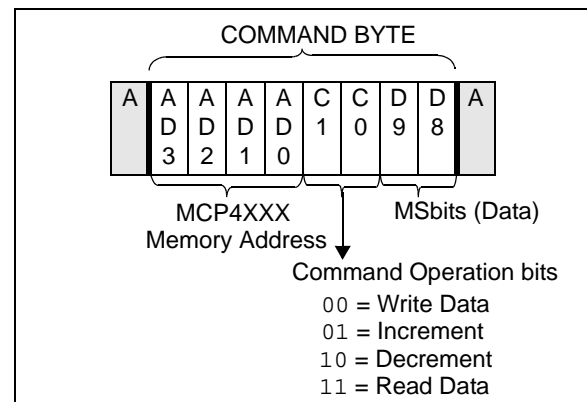 COMMAND BYTE
A A A A A C C D D A
D D D D 1 0 9 8
3 2 1 0
MCP4XXX
Memory Address
MSbits (Data)
Command Operation bits
00 = Write Data
01 = Increment
10 = Decrement
11 = Read Data